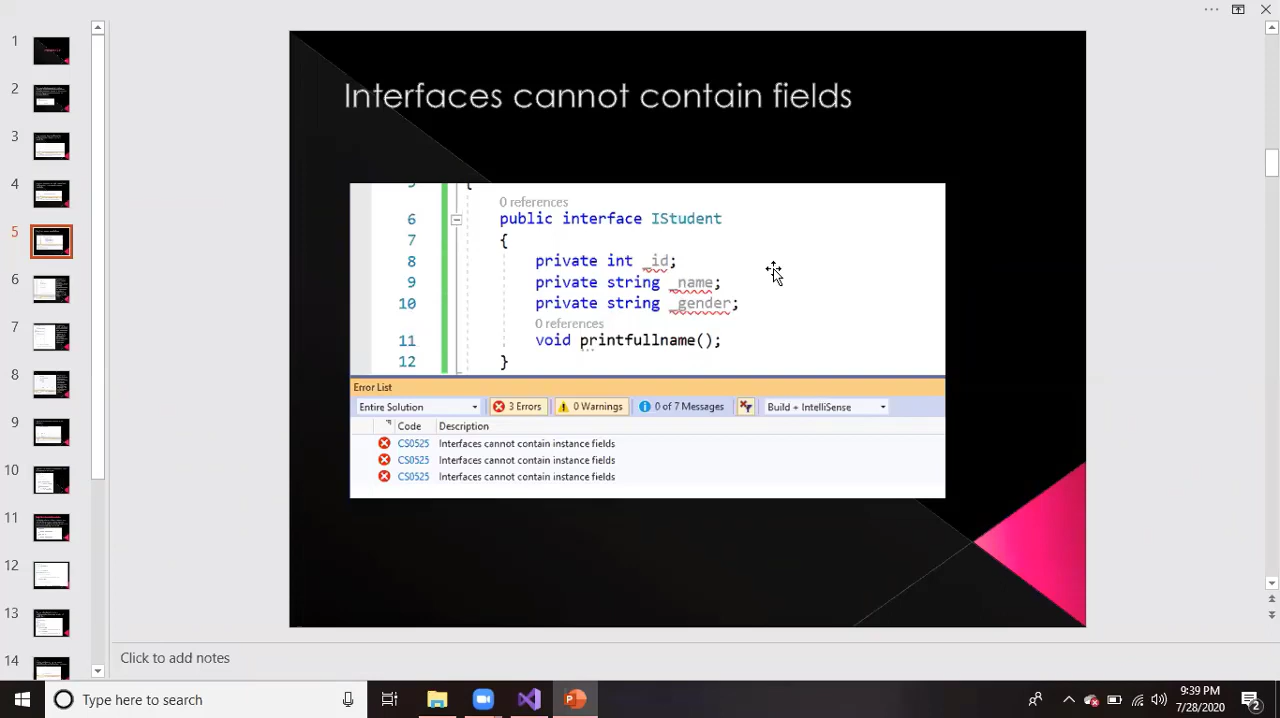 Interfaces cannot contain fields
0 references
6 public interface IStudent
7 {
8 private int _id;
9 private string _name;
10 private string _gender;
0 references
11 void printfullname();
12 }
Error List
Entire Solution 3 Errors 0 Warnings 0 of 7 Messages Build + IntelliSense
Code Description
CS0525 Interfaces cannot contain instance fields
CS0525 Interfaces cannot contain instance fields
CS0525 Interfaces cannot contain instance fields
1
2
3
4
5
6
7
8
9
10
11
12
13
14
Click to add notes
Type here to search
9:39 PM
7/28/2020
2